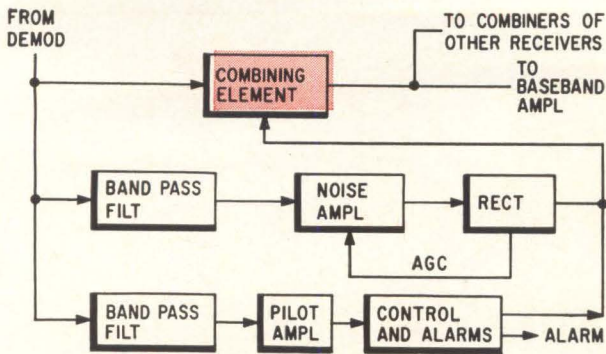 FROM
DEMOD
TO COMBINERS OF
OTHER RECEIVERS
TO
BASEBAND
AMPL
COMBINING
ELEMENT
BAND PASS
FILT
NOISE
AMPL
RECT
AGC
BAND PASS
FILT
PILOT
AMPL
CONTROL
AND ALARMS
ALARM